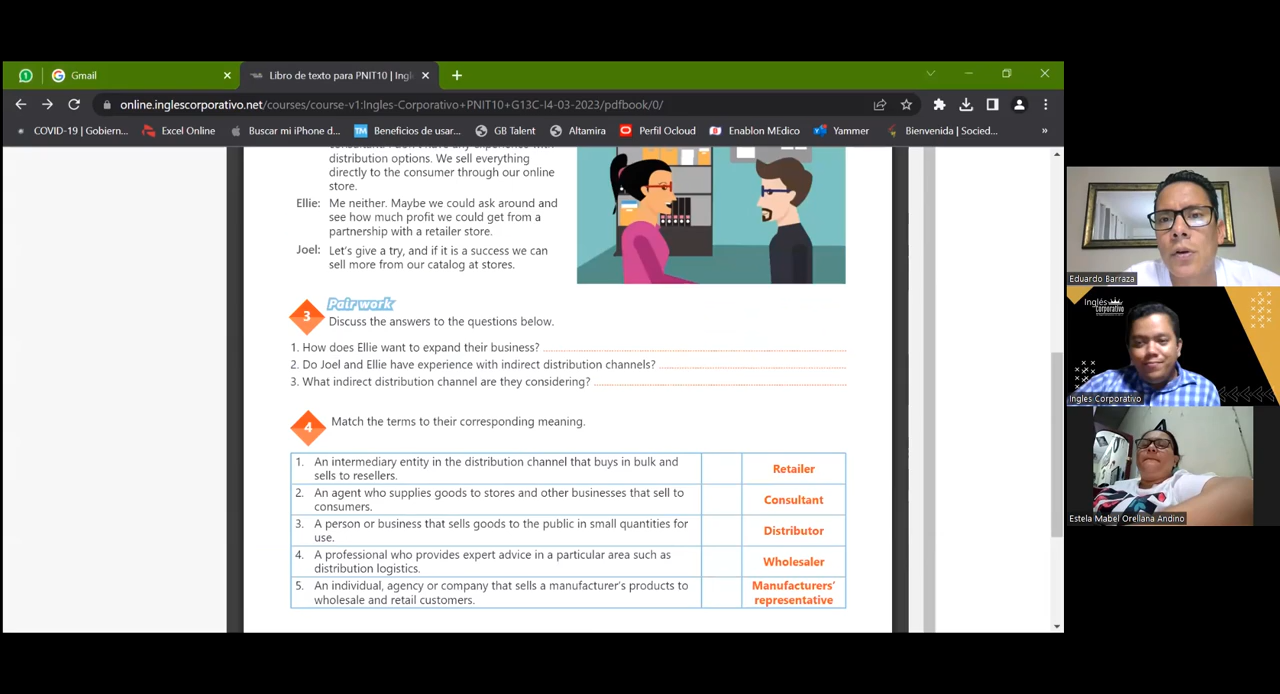 Gmail
Libro de texto para PNIT10 | Ingl
online.inglescorporativo.net/courses/course-v1:Ingles-Corporativo+PNIT10+G13C-I4-03-2023/pdfbook/0/
COVID-19 | Gobiern... Excel Online Buscar mi iPhone d... TM Beneficios de usar... GB Talent Altamira Perfil Ocloud Enablon MEdico Yammer Bienvenida | Socied... »
distribution options. We sell everything
directly to the consumer through our online
store.
Ellie: Me neither. Maybe we could ask around and
see how much profit we could get from a
partnership with a retailer store.
Joel: Let's give a try, and if it is a success we can
sell more from our catalog at stores.
3 Pair work
Discuss the answers to the questions below.
1. How does Ellie want to expand their business?
2. Do Joel and Ellie have experience with indirect distribution channels?
3. What indirect distribution channel are they considering?
4 Match the terms to their corresponding meaning.
1. An intermediary entity in the distribution channel that buys in bulk and
sells to resellers.
Retailer
2. An agent who supplies goods to stores and other businesses that sell to
consumers.
Consultant
3. A person or business that sells goods to the public in small quantities for
use.
Distributor
4. A professional who provides expert advice in a particular area such as
distribution logistics.
Wholesaler
5. An individual, agency or company that sells a manufacturer's products to
wholesale and retail customers.
Manufacturers'
representative
Eduardo Barraza
Inglés
corporativo
Ingles Corporativo
Estela Mabel Orellana Andino